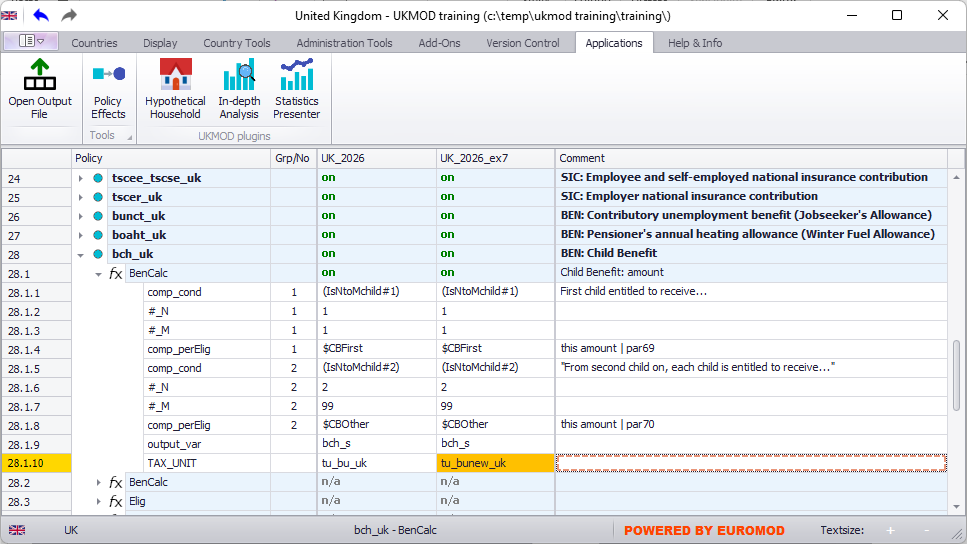 United Kingdom - UKMOD training (c:\temp\ukmod training\training\)
Countries Display Country Tools Administration Tools Add-Ons Version Control Applications Help & Info
Open Output File
Policy Effects
Hypothetical Household
In-depth Analysis
Statistics Presenter
Tools
UKMOD plugins
Policy Grp/No UK_2026 UK_2026_ex7 Comment
24 tscee_tscse_uk on on SIC: Employee and self-employed national insurance contribution
25 tscer_uk on on SIC: Employer national insurance contribution
26 bunct_uk on on BEN: Contributory unemployment benefit (Jobseeker's Allowance)
27 boaht_uk on on BEN: Pensioner's annual heating allowance (Winter Fuel Allowance)
28 bch_uk on on BEN: Child Benefit
28.1 fx BenCalc on on Child Benefit: amount
28.1.1 comp_cond 1 (IsNtoMchild#1) (IsNtoMchild#1) First child entitled to receive...
28.1.2 #_N 1 1 1
28.1.3 #_M 1 1 1
28.1.4 comp_perElig 1 $CBFirst $CBFirst this amount | par69
28.1.5 comp_cond 2 (IsNtoMchild#2) (IsNtoMchild#2) "From second child on, each child is entitled to receive..."
28.1.6 #_N 2 2 2
28.1.7 #_M 2 99 99
28.1.8 comp_perElig 2 $CBOther $CBOther this amount | par70
28.1.9 output_var bch_s bch_s
28.1.10 TAX_UNIT tu_bu_uk tu_bunew_uk
28.2 fx BenCalc n/a n/a
28.3 fx Elig n/a n/a
UK bch_uk - BenCalc POWERED BY EUROMOD Textsize: + -